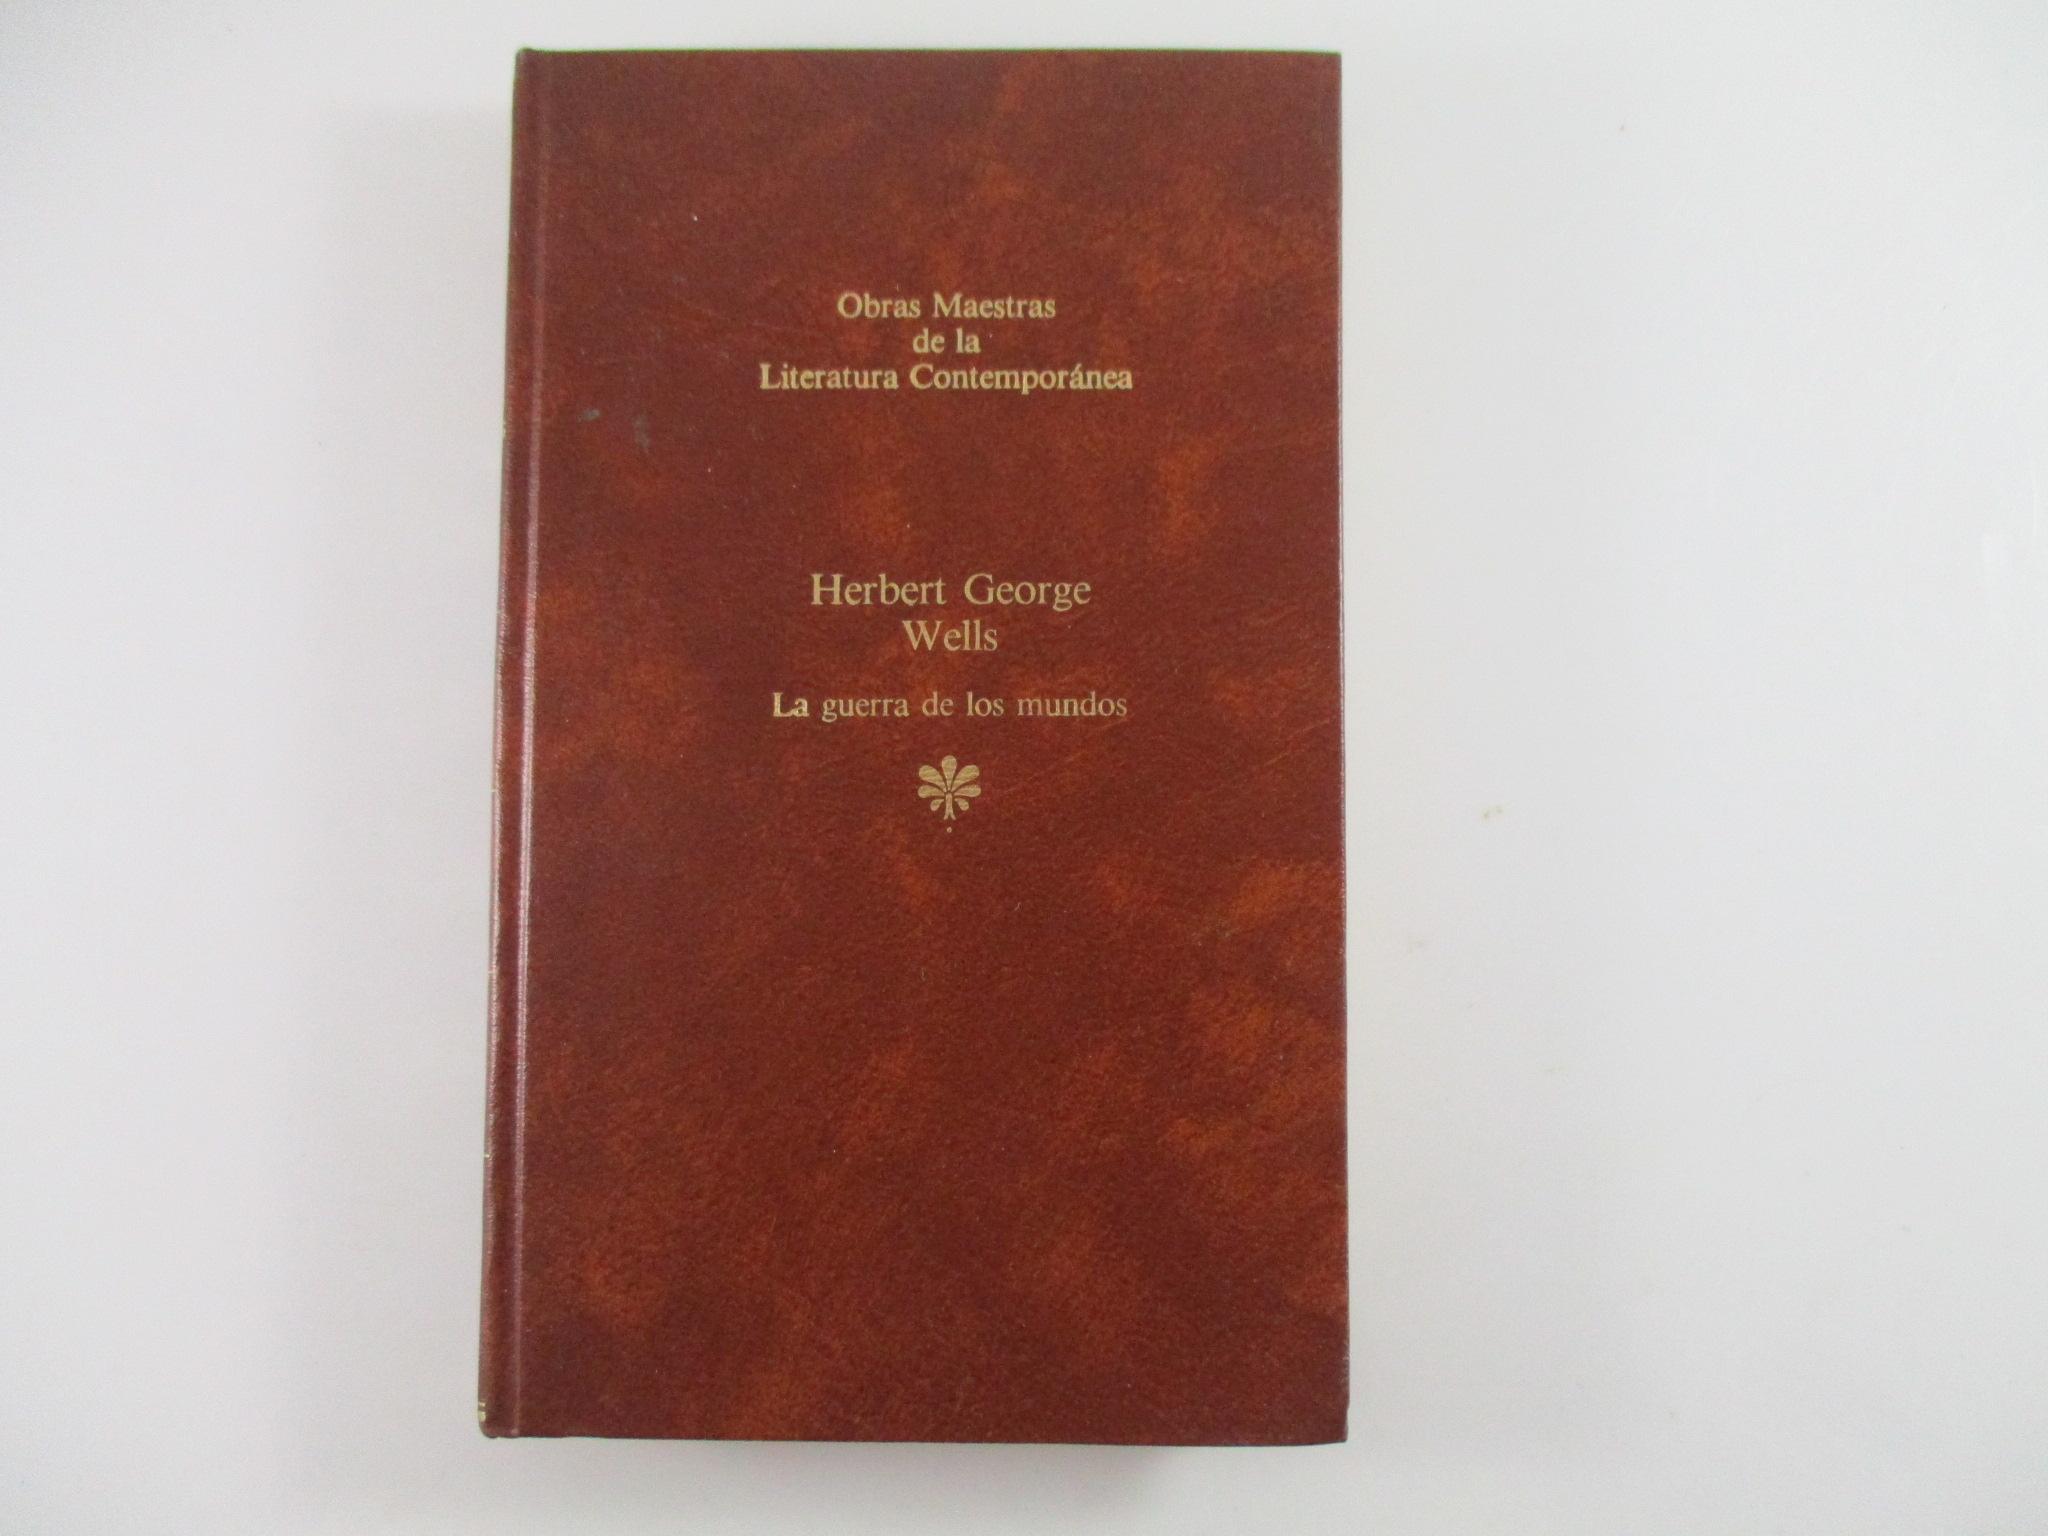 Obras Maestras
de la
Literatura Contemporánea
Herbert George
Wells
La guerra de los mundos